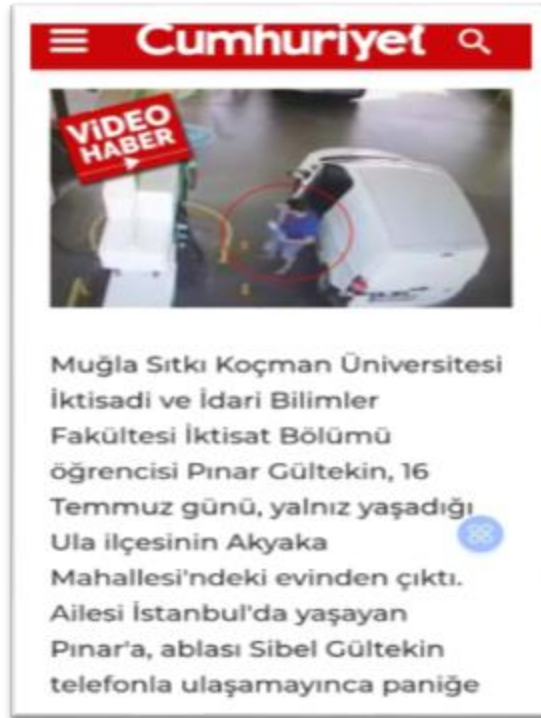 Cumhuriyet
VİDEO
HABER
Muğla Sıtkı Koçman Üniversitesi
İktisadi ve İdari Bilimler
Fakültesi İktisat Bölümü
öğrencisi Pınar Gültekin, 16
Temmuz günü, yalnız yaşadığı
Ula ilçesinin Akyaka
Mahallesi'ndeki evinden çıktı.
Ailesi İstanbul'da yaşayan
Pınar'a, ablası Sibel Gültekin
telefonla ulaşamayınca paniğe